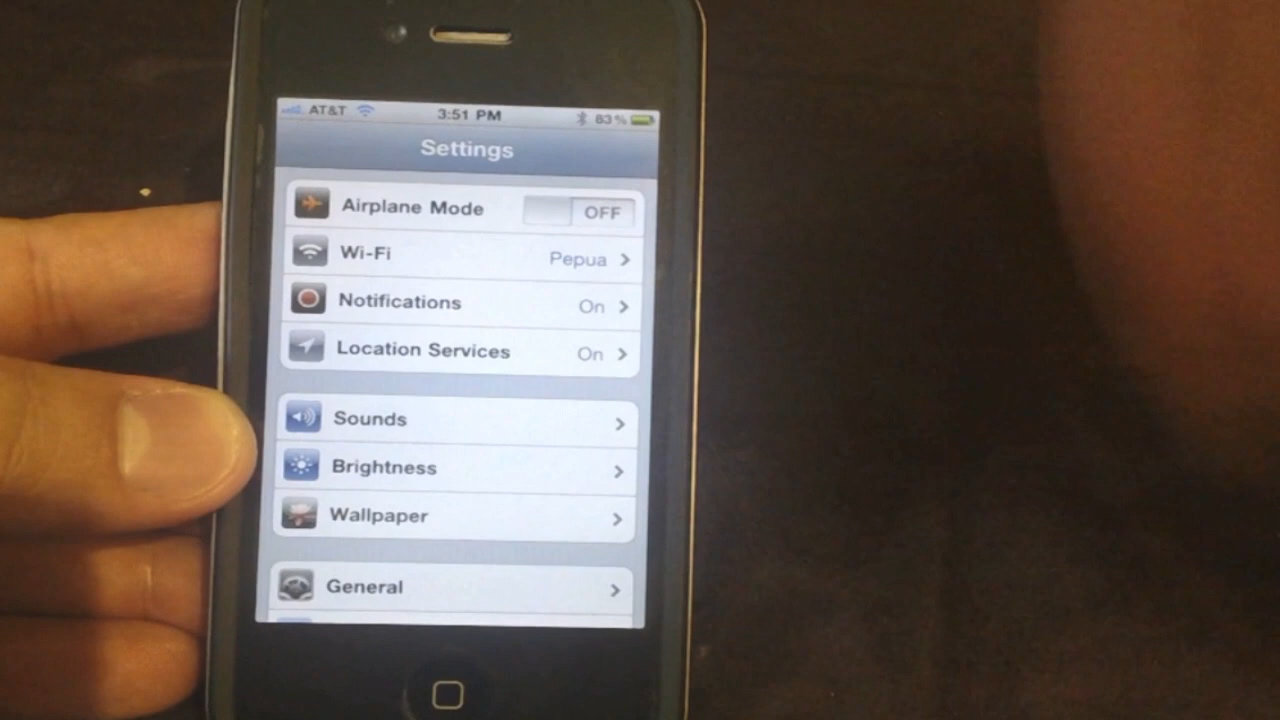 AT&T 3:51 PM 83%
Settings
Airplane Mode OFF
Wi-Fi Pepua
Notifications On
Location Services On
Sounds
Brightness
Wallpaper
General